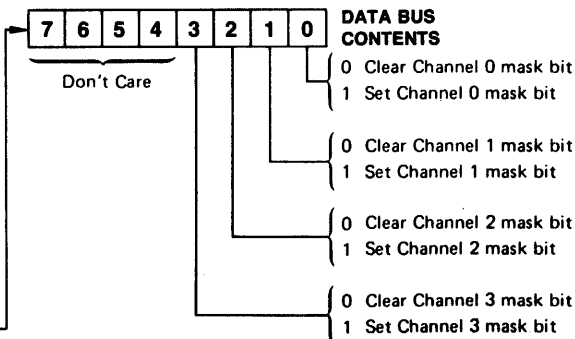 7 6 5 4 3 2 1 0
DATA BUS
CONTENTS
Don't Care
0 Clear Channel 0 mask bit
1 Set Channel 0 mask bit
0 Clear Channel 1 mask bit
1 Set Channel 1 mask bit
0 Clear Channel 2 mask bit
1 Set Channel 2 mask bit
0 Clear Channel 3 mask bit
1 Set Channel 3 mask bit